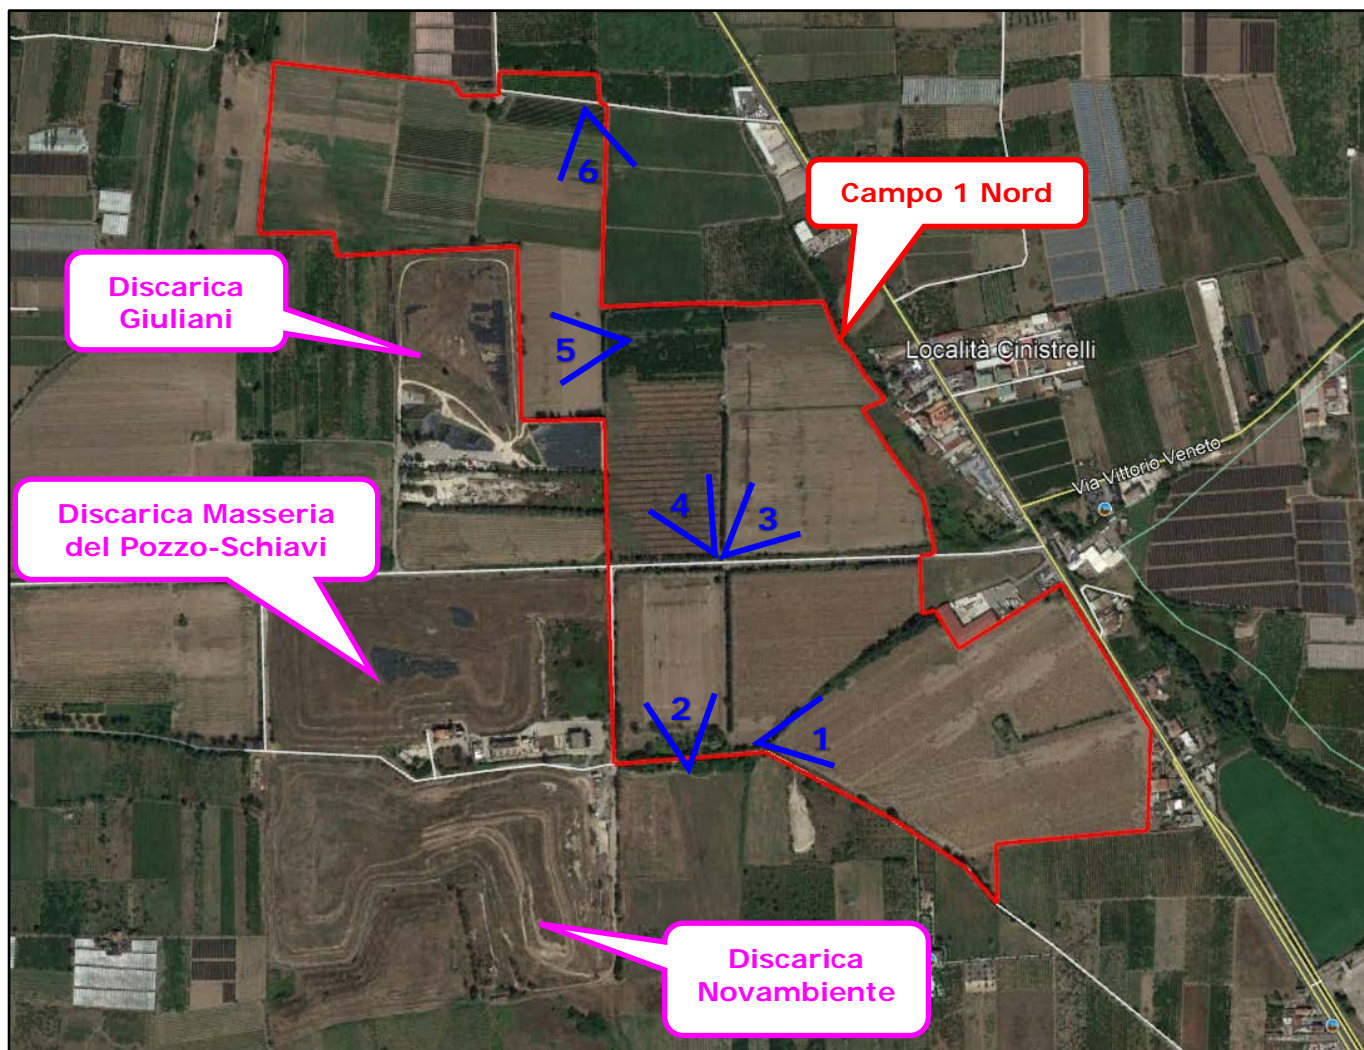 6
Campo 1 Nord
Discarica
Giuliani
5
Località Cinistrelli
Via Vittorio Veneto
Discarica Masseria
del Pozzo-Schiavi
4
3
2
1
Discarica
Novambiente